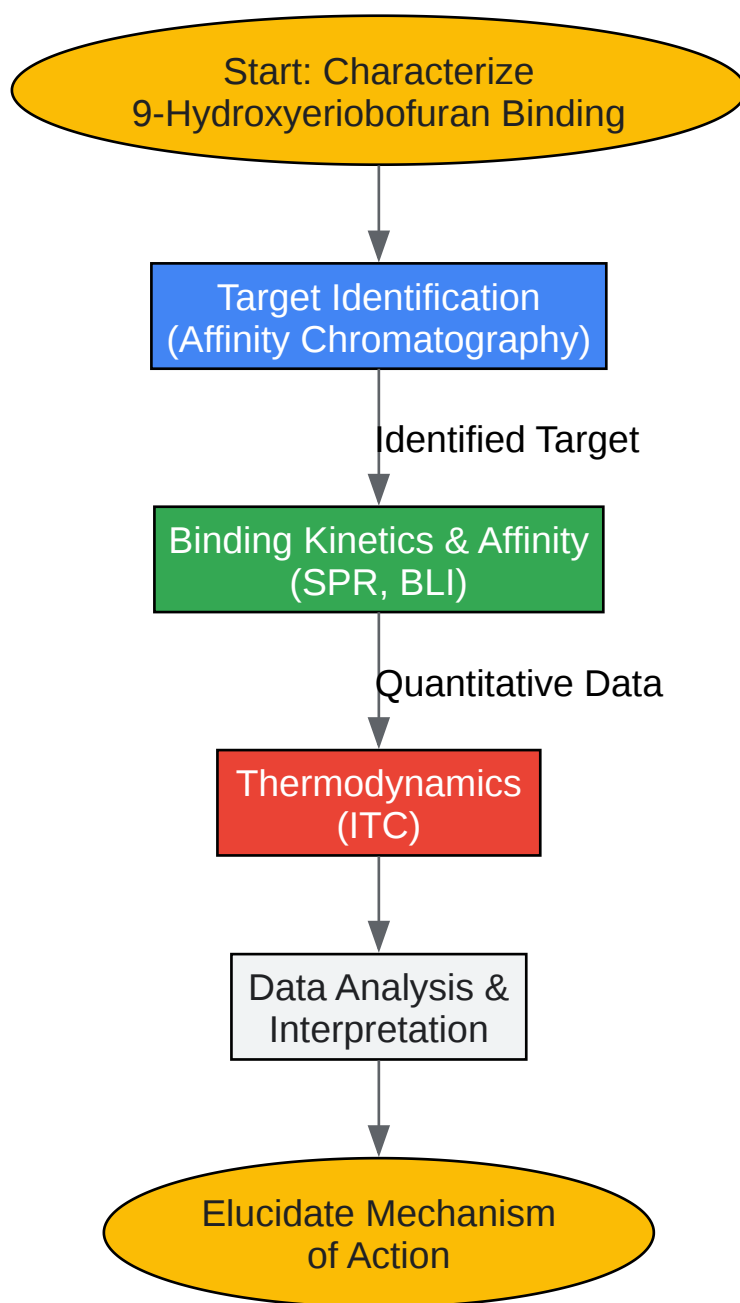 Start: Characterize
9-Hydroxyeriobofuran Binding
Target Identification
(Affinity Chromatography)
Identified Target
Binding Kinetics & Affinity
(SPR, BLI)
Quantitative Data
Thermodynamics
(ITC)
Data Analysis &
Interpretation
Elucidate Mechanism
of Action